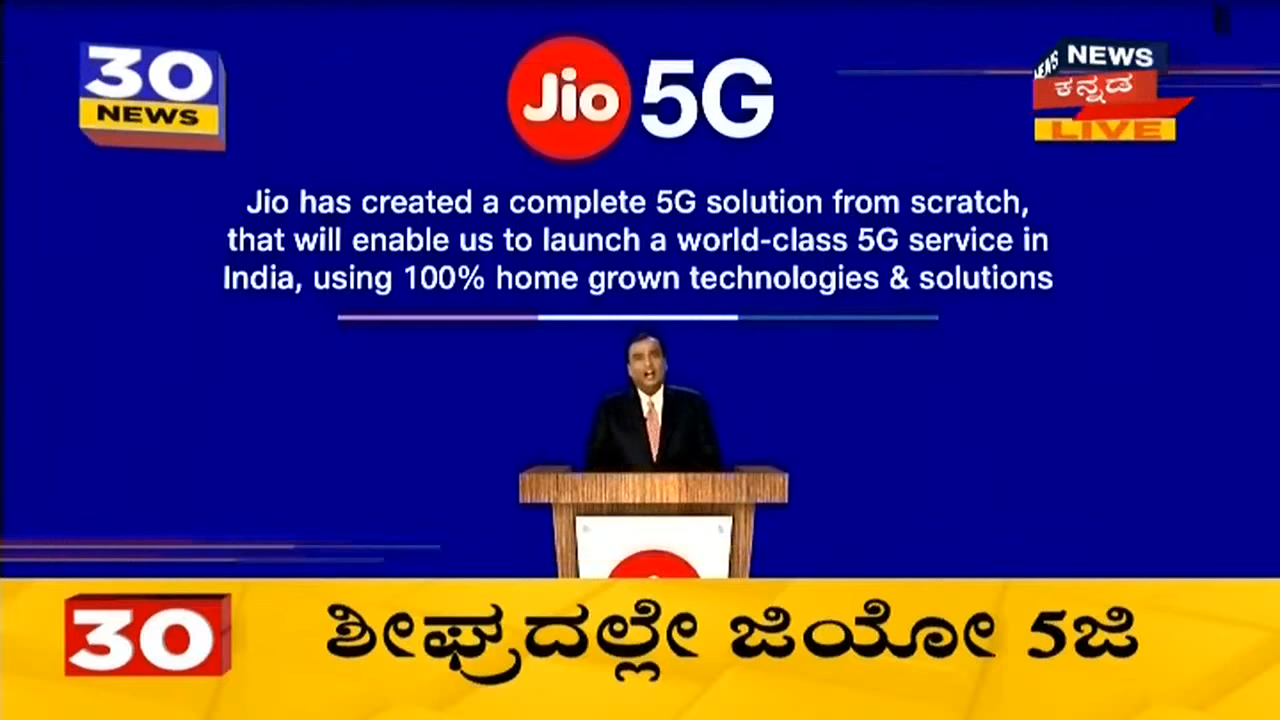 30
NEWS
Jio 5G
NEWS
NEWS
ಕನ್ನಡ
LIVE
Jio has created a complete 5G solution from scratch,
that will enable us to launch a world-class 5G service in
India, using 100% home grown technologies & solutions
30
ಶೀಘ್ರದಲ್ಲೇ ಜಿಯೋ 5ಜಿ